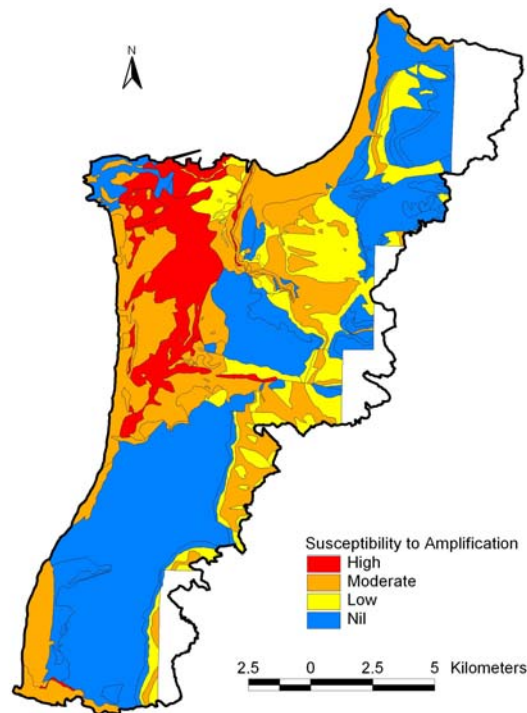 N
Susceptibility to Amplification
High
Moderate
Low
Nil
2.5 0 2.5 5 Kilometers